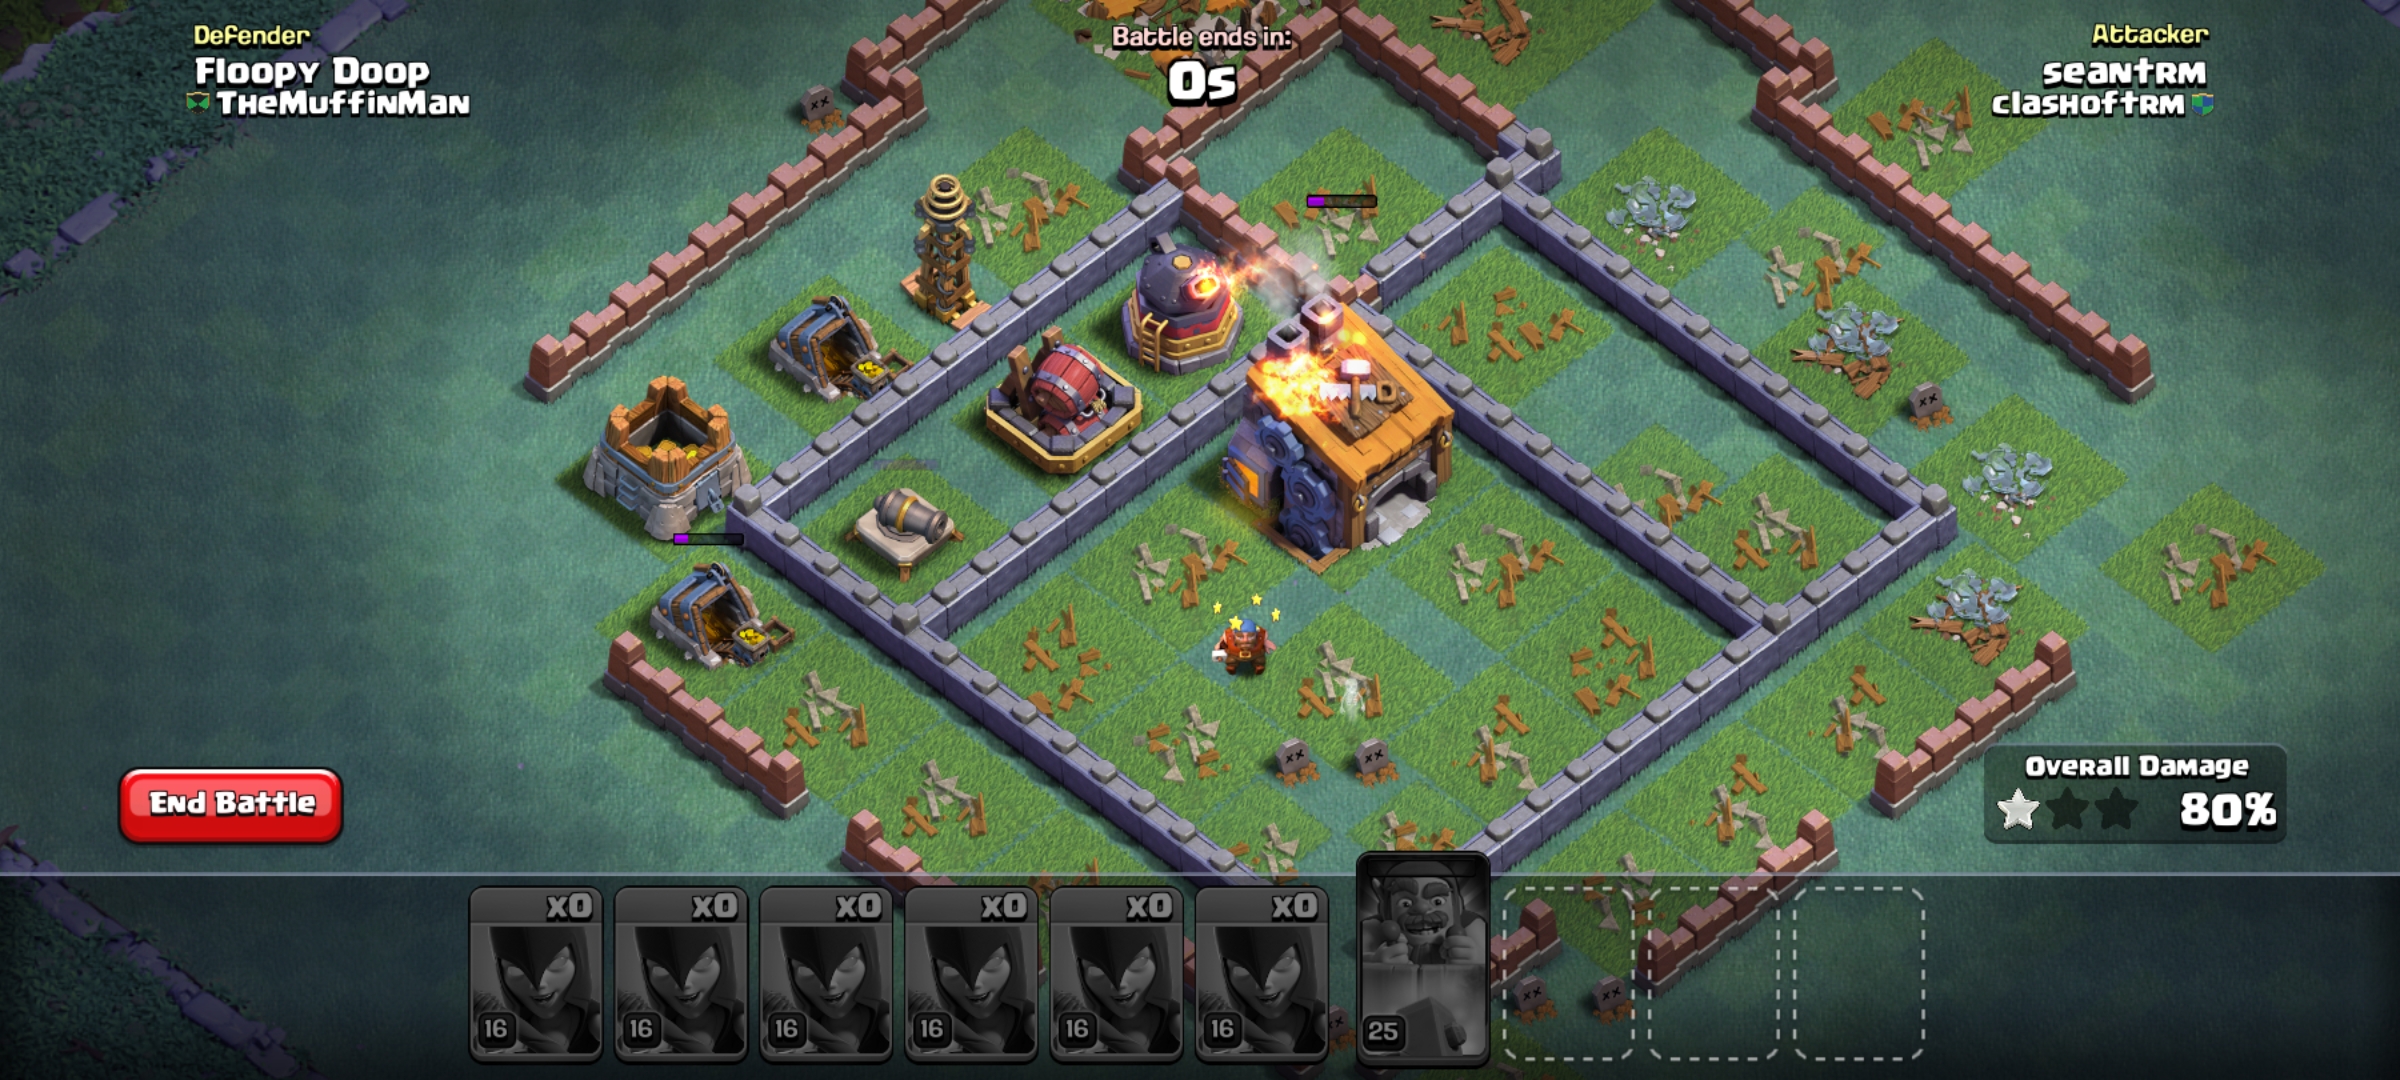 Defender
Floopy Doop
TheMuffinMan
Battle ends in:
0s
Attacker
seantrm
clashoftrm
End Battle
Overall Damage
80%
x0
x0
x0
x0
x0
x0
16
16
16
16
16
16
25